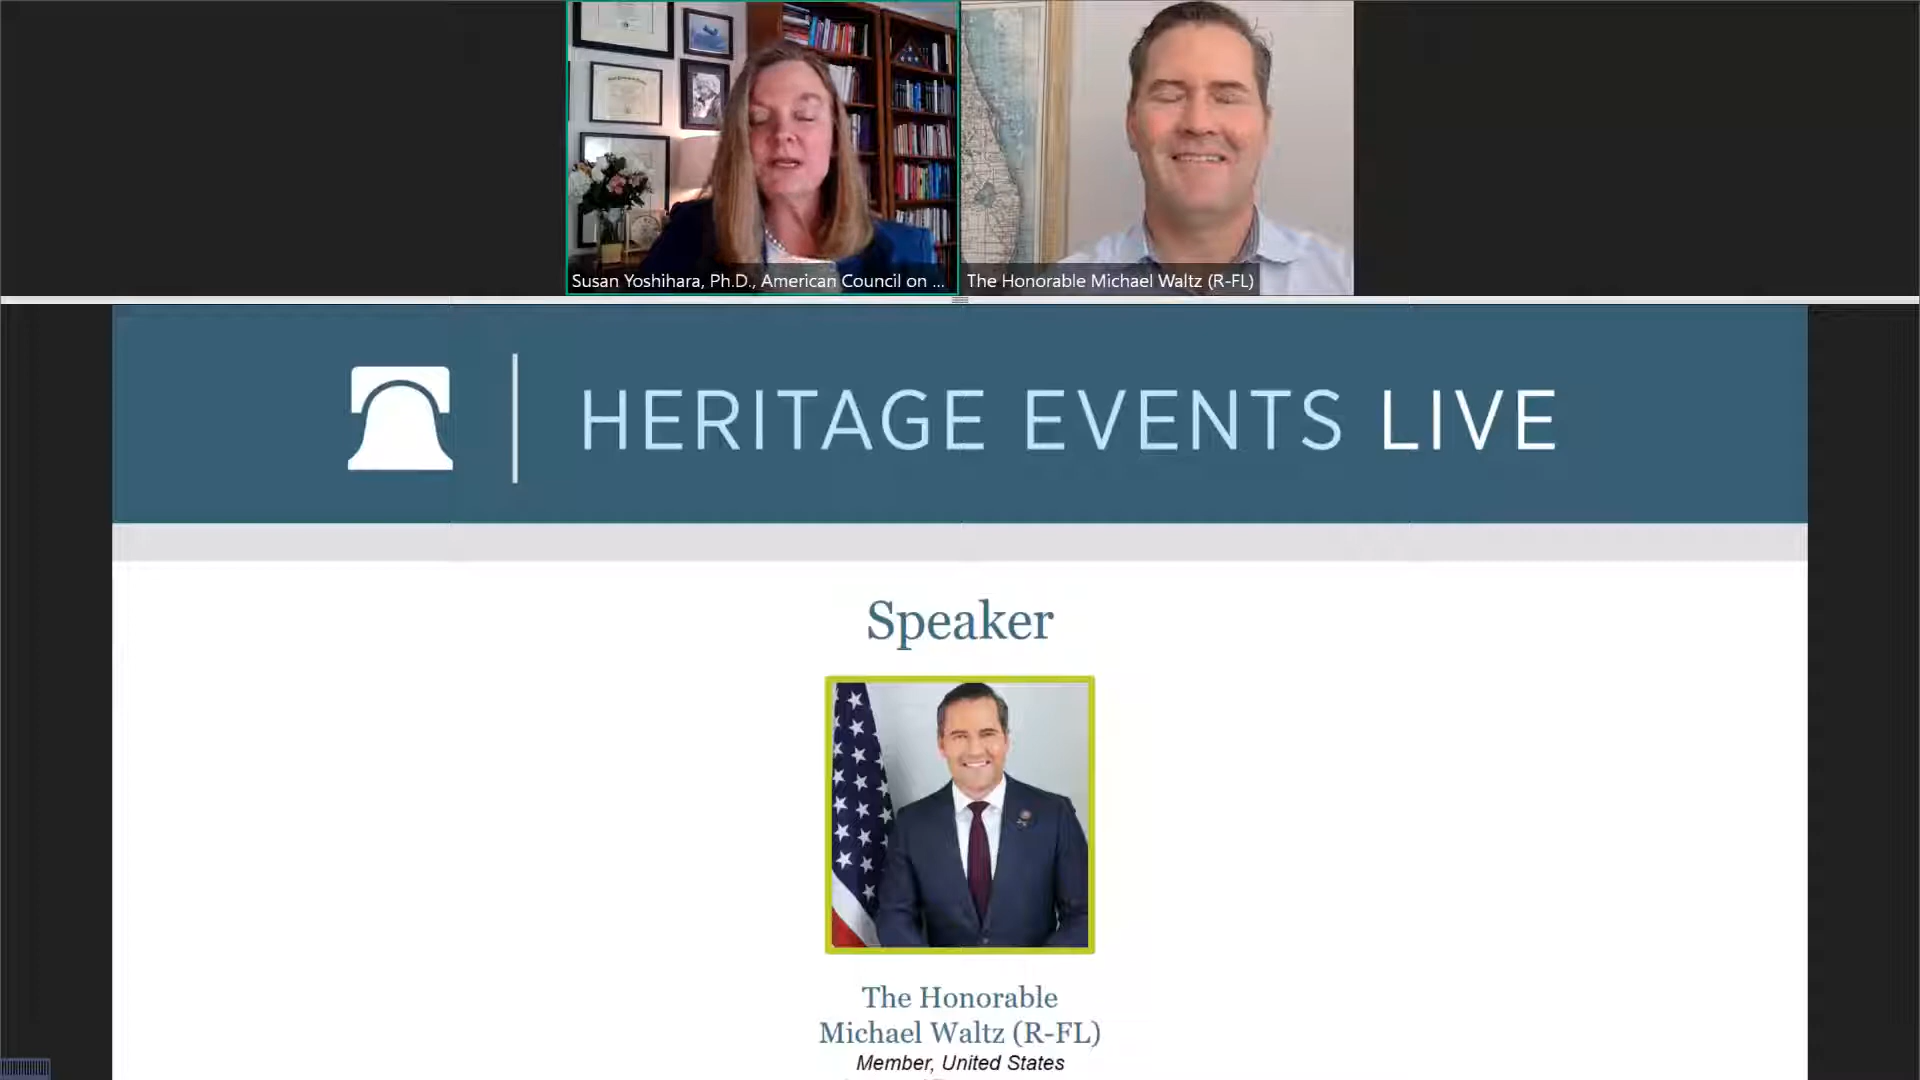 Susan Yoshihara, Ph.D., American Council on ...
The Honorable Michael Waltz (R-FL)
HERITAGE EVENTS LIVE
Speaker
The Honorable
Michael Waltz (R-FL)
Member, United States